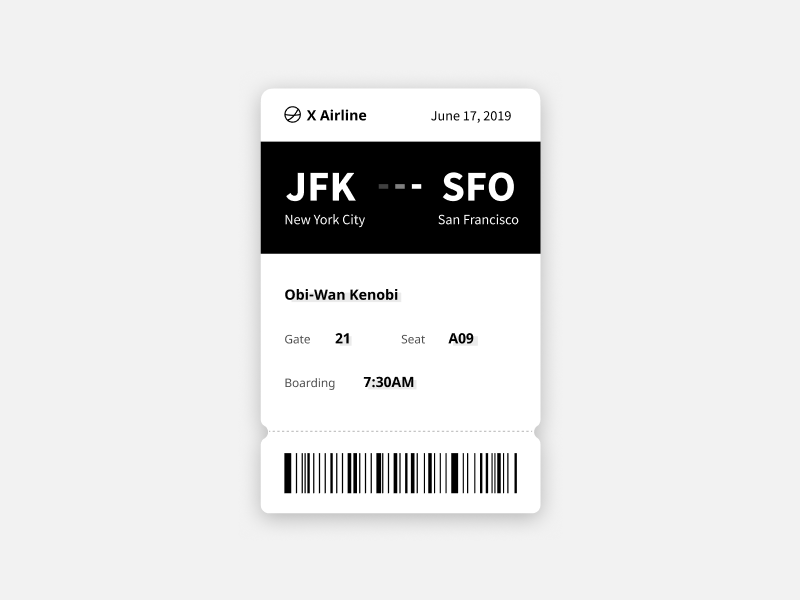 X Airline June 17, 2019
JFK --- SFO
New York City San Francisco
Obi-Wan Kenobi
Gate 21 Seat A09
Boarding 7:30AM